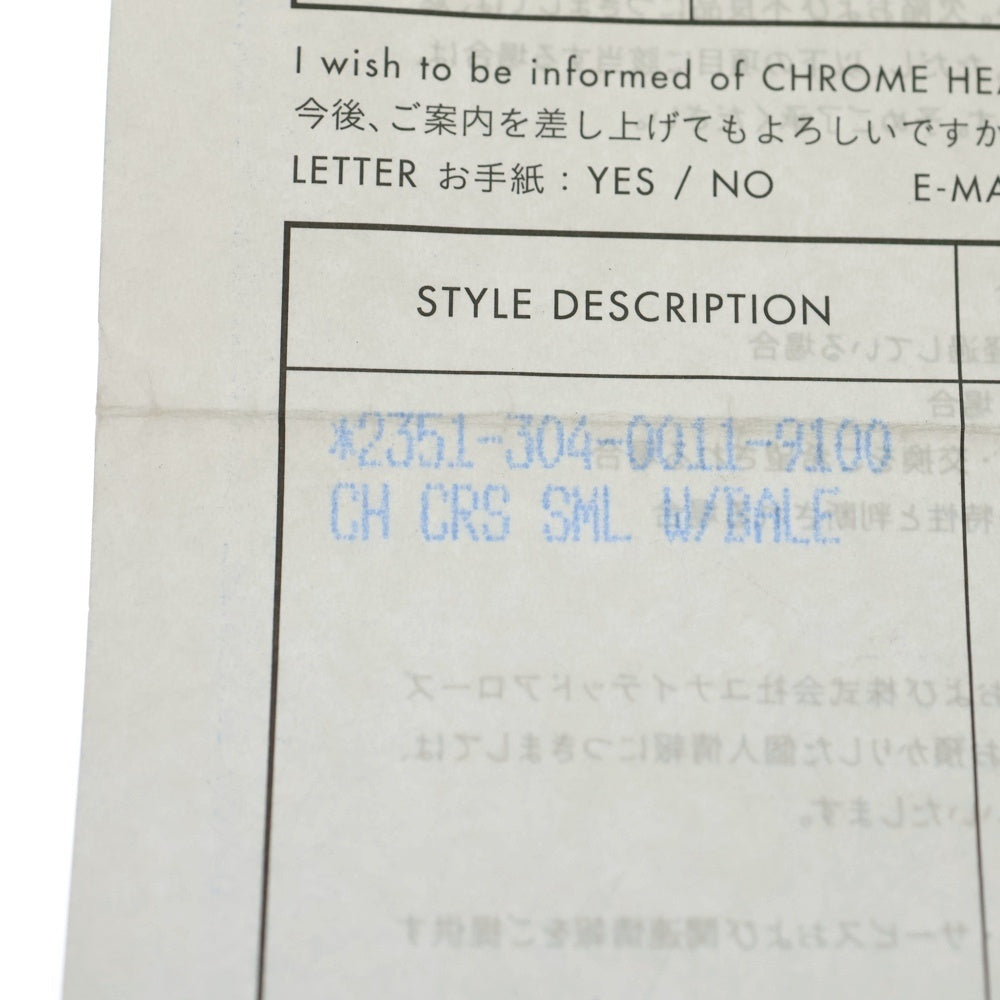 I wish to be informed of CHROME HEA
今後、ご案内を差し上げてもよろしいですか
LETTER お手紙 : YES / NO E-MA
STYLE DESCRIPTION
*2351-304-0011-9100
CH CRS SML W/BALE